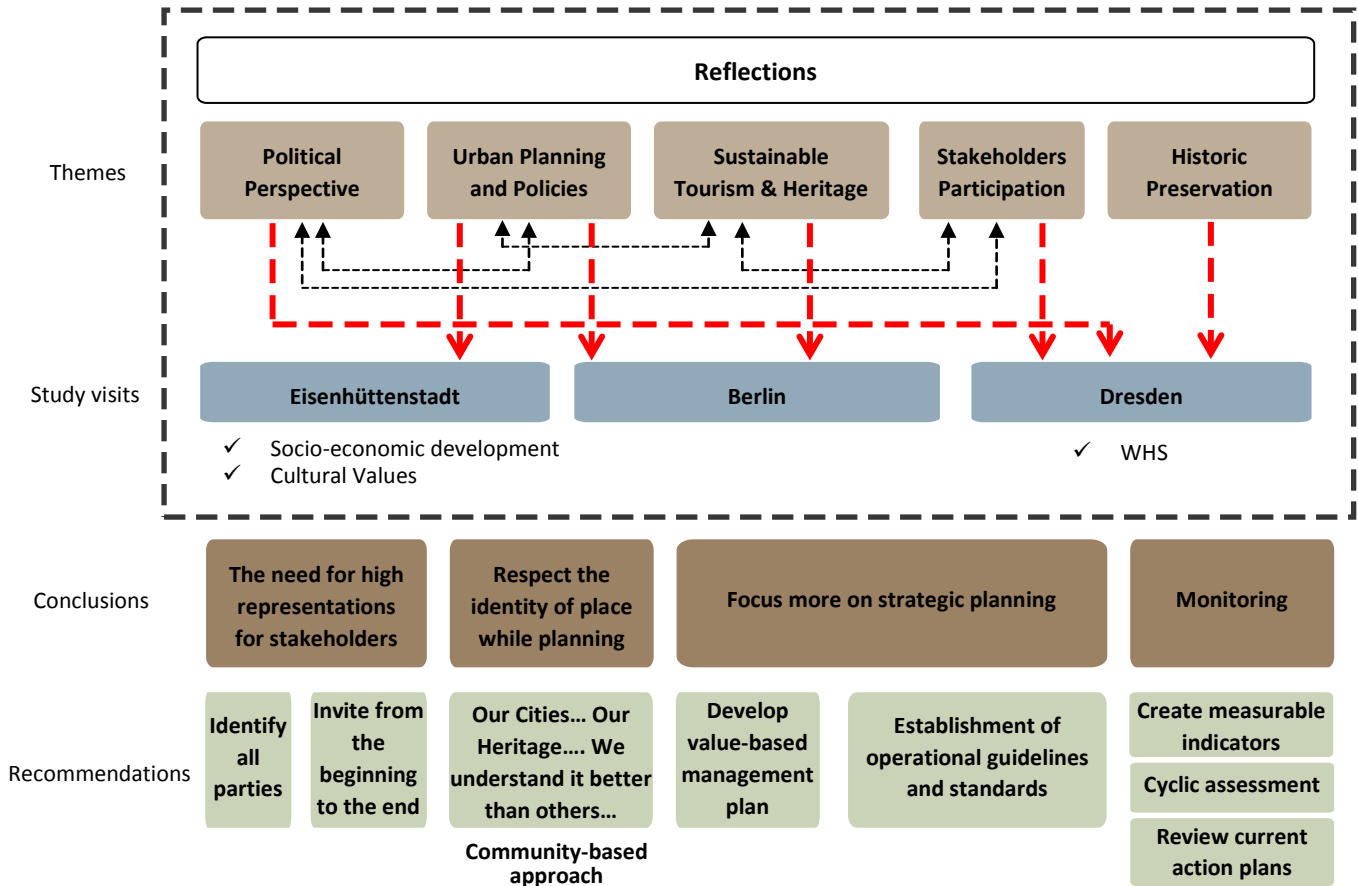 Reflections
Themes
Political
Perspective
Urban Planning
and Policies
Sustainable
Tourism & Heritage
Stakeholders
Participation
Historic
Preservation
Study visits
Eisenhüttenstadt
Berlin
Dresden
✓ Socio-economic development
✓ Cultural Values
✓ WHS
Conclusions
The need for high
representations
for stakeholders
Respect the
identity of place
while planning
Focus more on strategic planning
Monitoring
Recommendations
Identify
all
parties
Invite from
the
beginning
to the end
Our Cities... Our
Heritage.... We
understand it better
than others...
Community-based
approach
Develop
value-based
management
plan
Establishment of
operational guidelines
and standards
Create measurable
indicators
Cyclic assessment
Review current
action plans